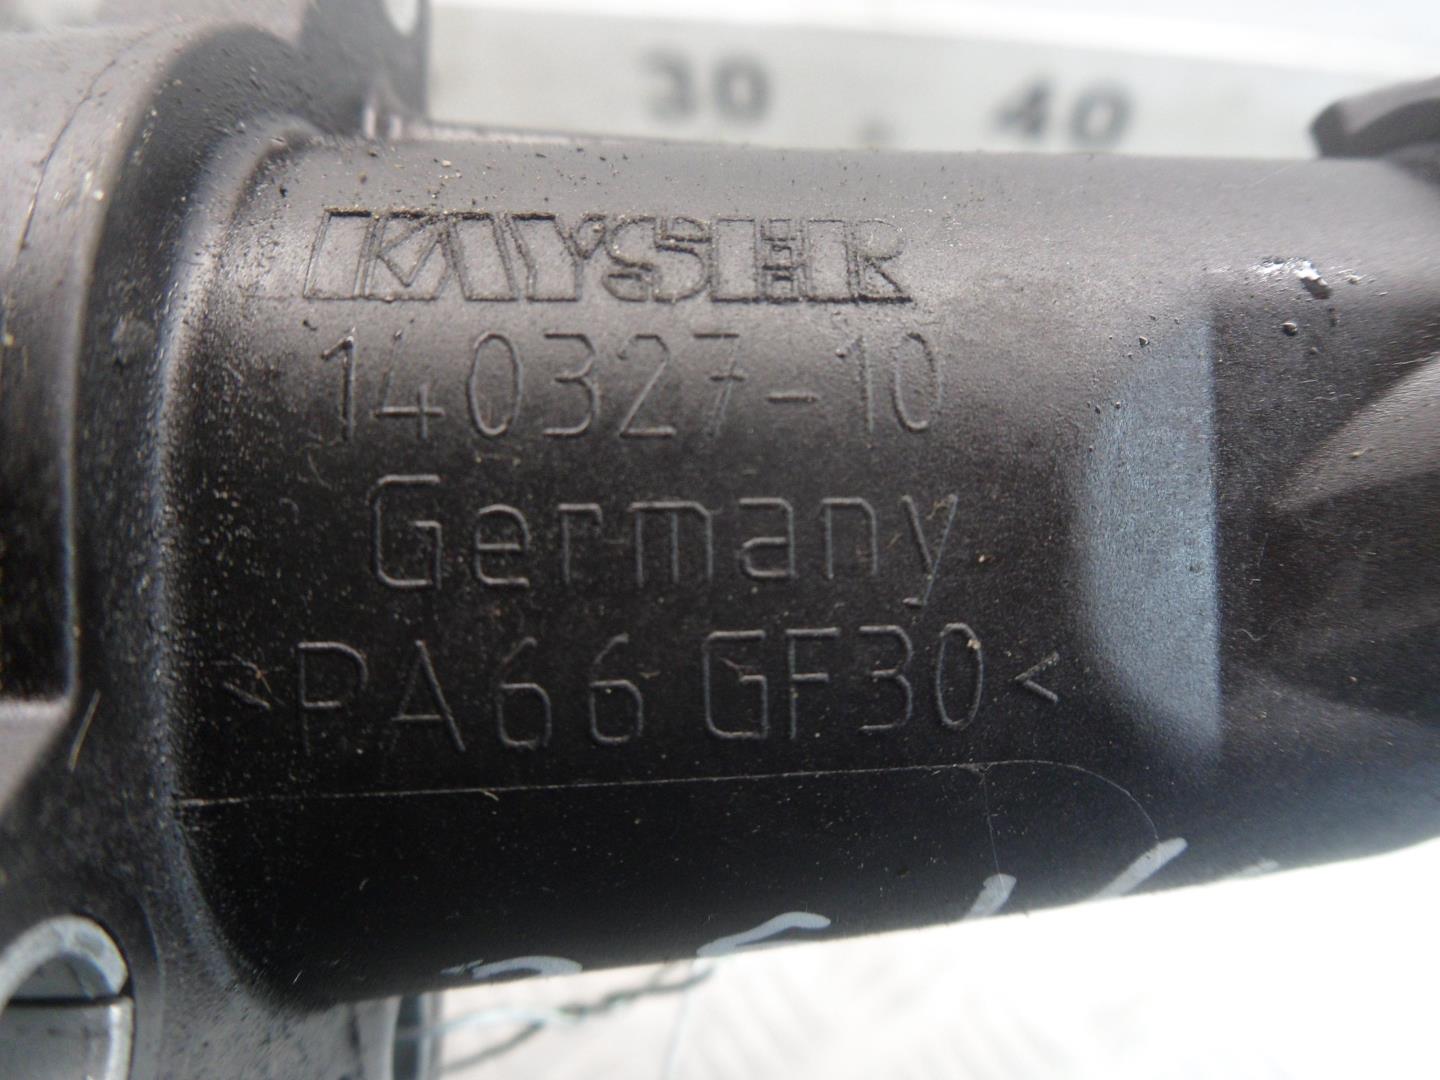 30 40
KAYSER
140327-10
Germany
>PA66 GF30<